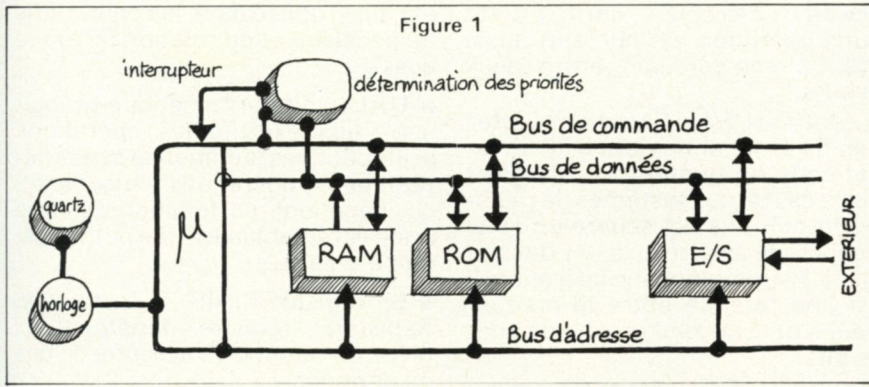 Figure 1
interrupteur
détermination des priorités
Bus de commande
Bus de données
quartz
µ
RAM
ROM
E/S
EXTERIEUR
horloge
Bus d'adresse